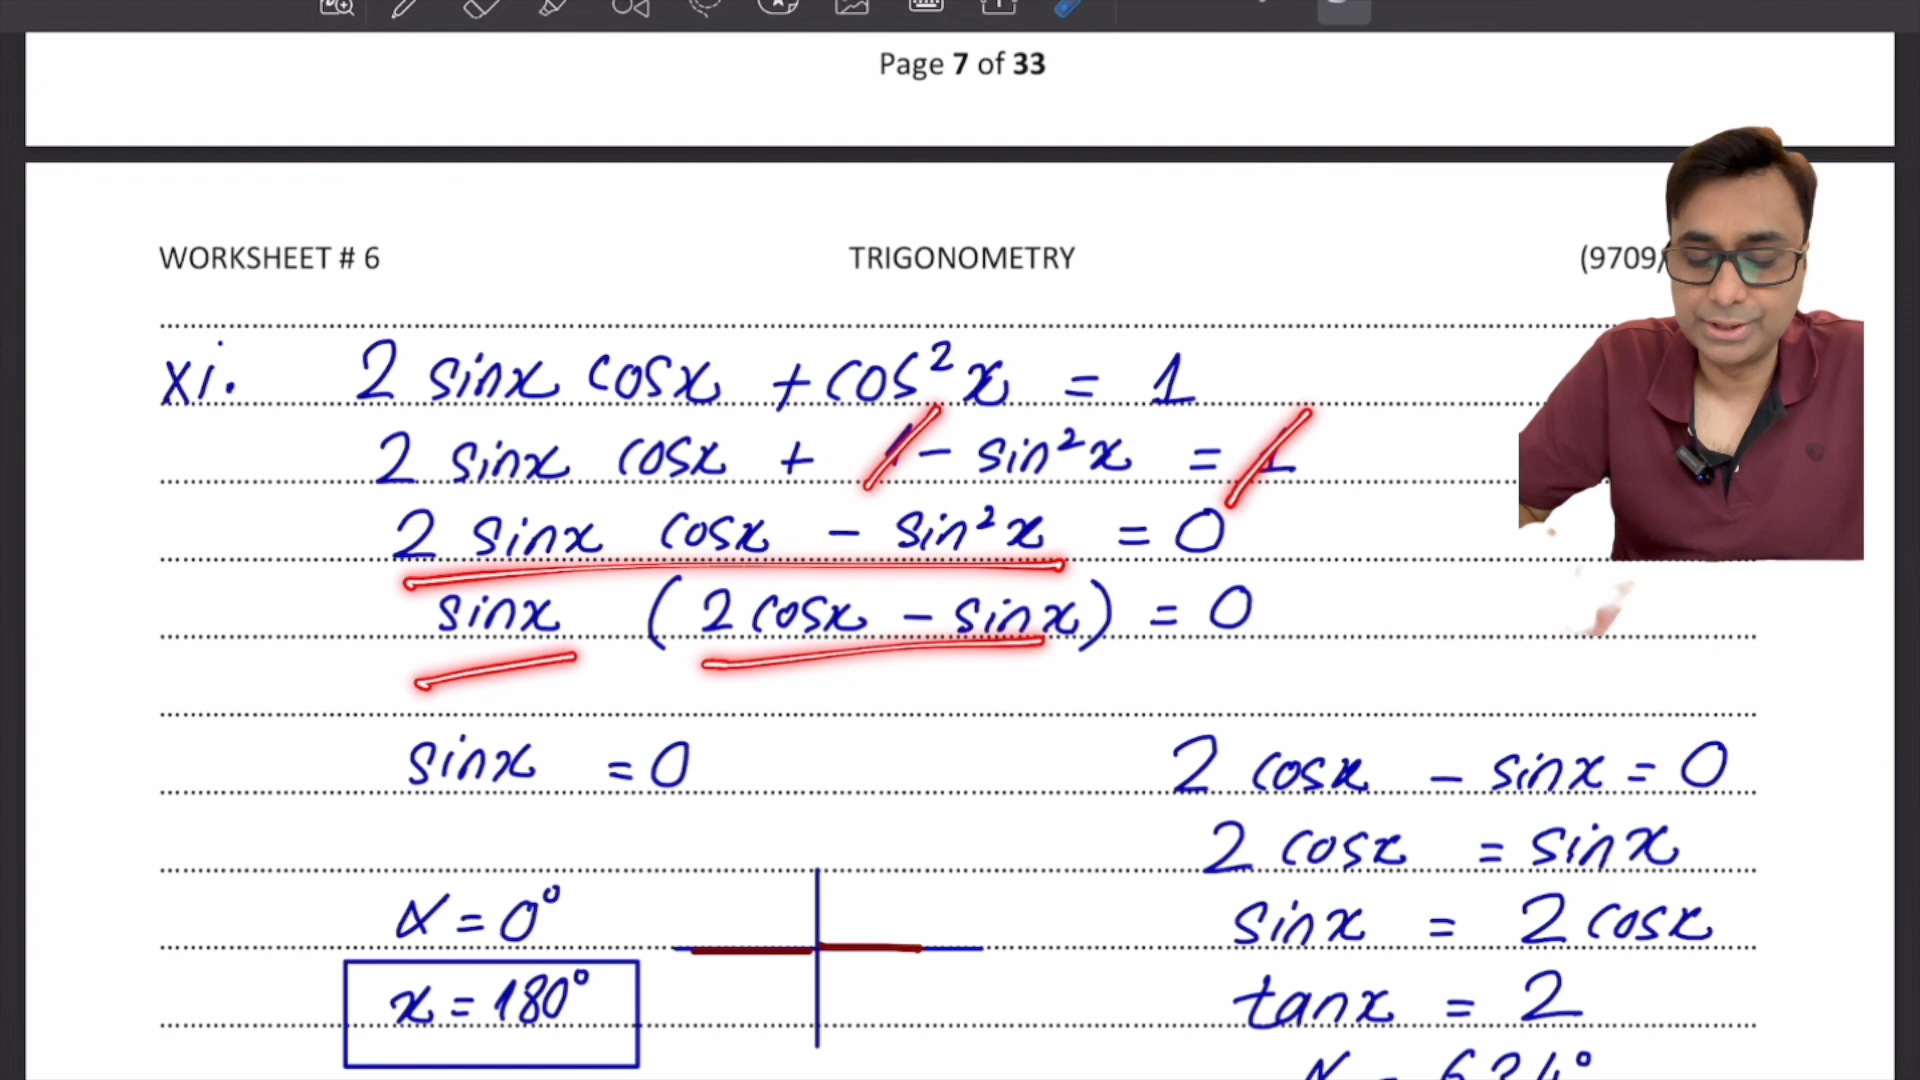 Page 7 of 33
WORKSHEET # 6 TRIGONOMETRY (9709/
xi. 2 sinx cosx + cos²x = 1
2 sinx cosx + 1 - sin²x = 1
2 sinx cosx - sin²x = 0
sinx (2 cosx - sinx) = 0
sinx = 0
2 cosx - sinx = 0
2 cosx = sinx
α = 0°
sinx = 2 cosx
x = 180°
tanx = 2